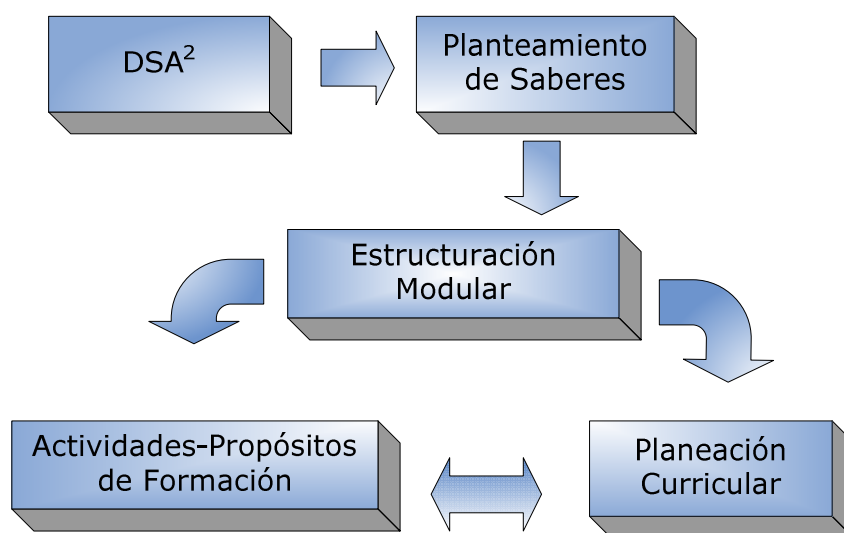 DSA²
Planteamiento
de Saberes
Estructuración
Modular
Actividades-Propósitos
de Formación
Planeación
Curricular